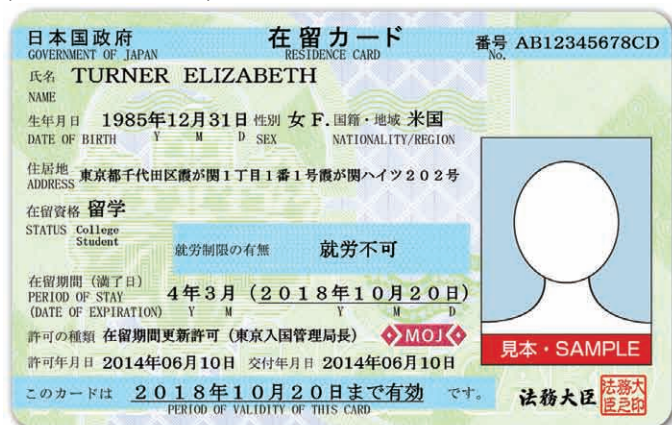 日本国政府 在留カード 番号 AB12345678CD
GOVERNMENT OF JAPAN RESIDENCE CARD No.
氏名 TURNER ELIZABETH
NAME
生年月日 1985年12月31日 性別 女 F. 国籍・地域 米国
DATE OF BIRTH Y M D SEX NATIONALITY/REGION
住居地 東京都千代田区霞が関1丁目1番1号霞が関ハイツ202号
ADDRESS
在留資格 留学
STATUS College
Student
就労制限の有無 就労不可
在留期間(満了日)
PERIOD OF STAY 4年3月(2018年10月20日)
(DATE OF EXPIRATION) Y M Y M D
許可の種類 在留期間更新許可(東京入国管理局長) MOJ
見本・SAMPLE
許可年月日 2014年06月10日 交付年月日 2014年06月10日
このカードは 2018年10月20日まで有効 です。
PERIOD OF VALIDITY OF THIS CARD
法務大臣 法務大臣之印